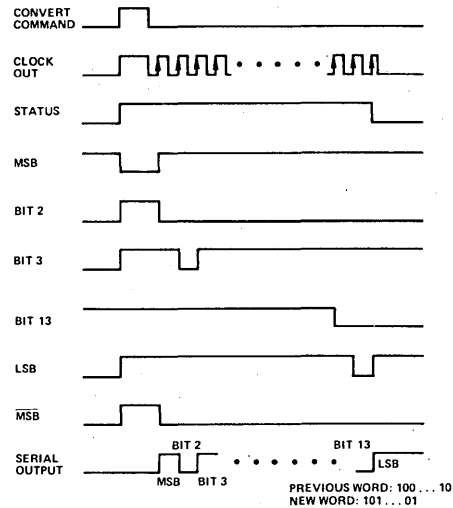 CONVERT
COMMAND
CLOCK
OUT
STATUS
MSB
BIT 2
BIT 3
BIT 13
LSB
M̅S̅B̅
BIT 2
BIT 13
SERIAL
OUTPUT
MSB
BIT 3
LSB
PREVIOUS WORD: 100 . . . 10
NEW WORD: 101 . . . 01